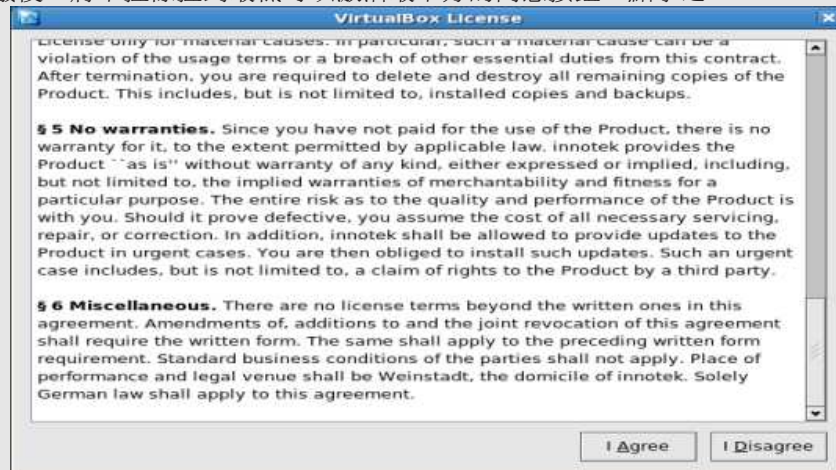 VirtualBox License
License only for material causes. In particular, such a material cause can be a
violation of the usage terms or a breach of other essential duties from this contract.
After termination, you are required to delete and destroy all remaining copies of the
Product. This includes, but is not limited to, installed copies and backups.
§ 5 No warranties. Since you have not paid for the use of the Product, there is no
warranty for it, to the extent permitted by applicable law. innotek provides the
Product ``as is'' without warranty of any kind, either expressed or implied, including,
but not limited to, the implied warranties of merchantability and fitness for a
particular purpose. The entire risk as to the quality and performance of the Product is
with you. Should it prove defective, you assume the cost of all necessary servicing,
repair, or correction. In addition, innotek shall be allowed to provide updates to the
Product in urgent cases. You are then obliged to install such updates. Such an urgent
case includes, but is not limited to, a claim of rights to the Product by a third party.
§ 6 Miscellaneous. There are no license terms beyond the written ones in this
agreement. Amendments of, additions to and the joint revocation of this agreement
shall require the written form. The same shall apply to the preceding written form
requirement. Standard business conditions of the parties shall not apply. Place of
performance and legal venue shall be Weinstadt, the domicile of innotek. Solely
German law shall apply to this agreement.
I Agree
I Disagree